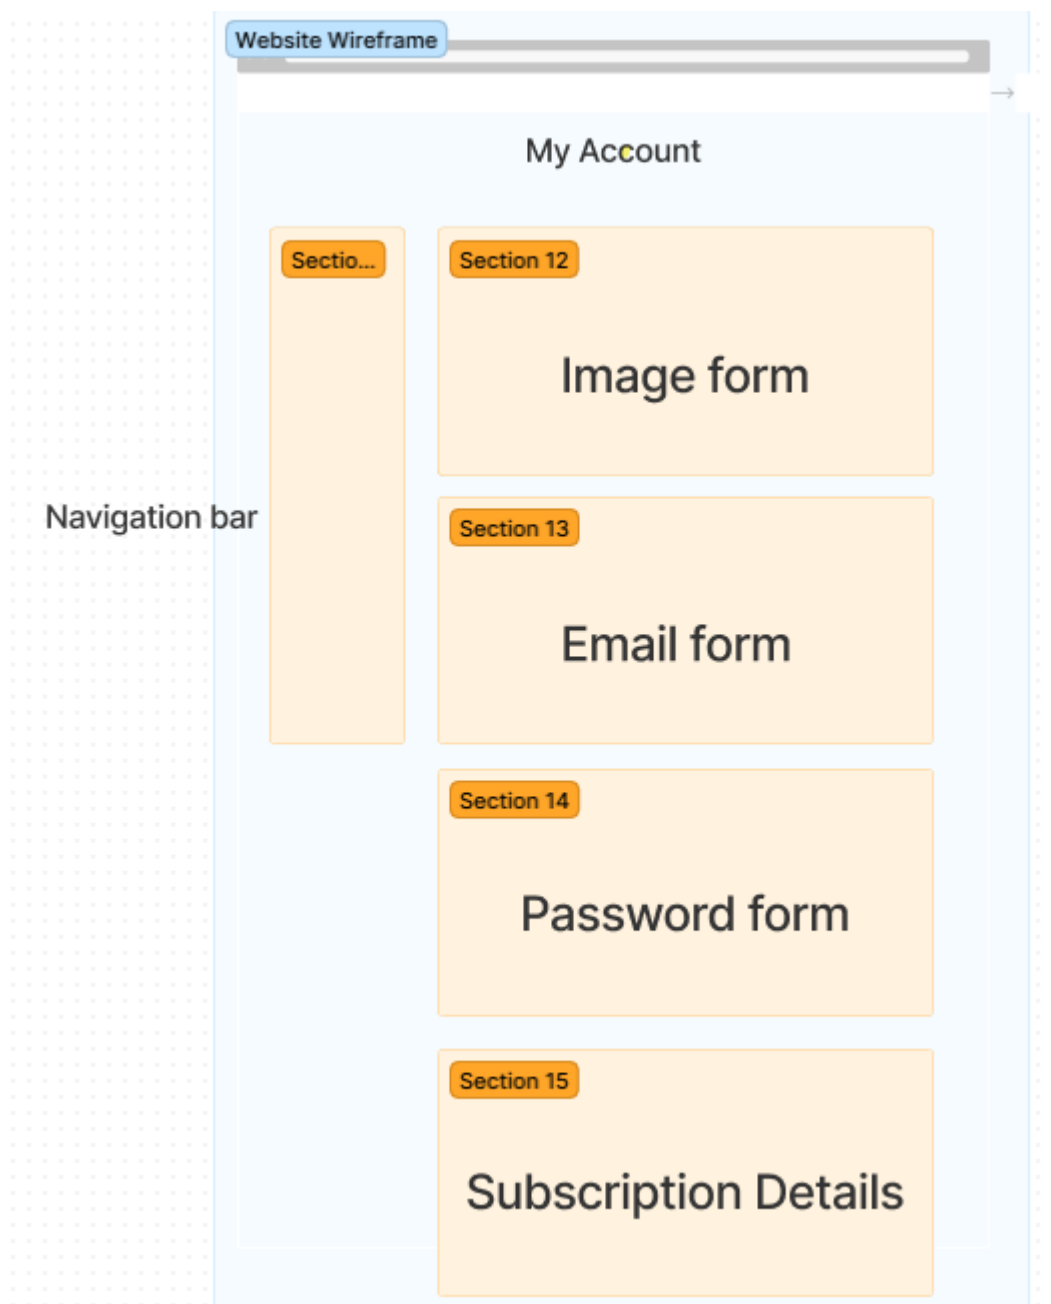 Website Wireframe
My Account
Sectio...
Section 12
Image form
Navigation bar
Section 13
Email form
Section 14
Password form
Section 15
Subscription Details